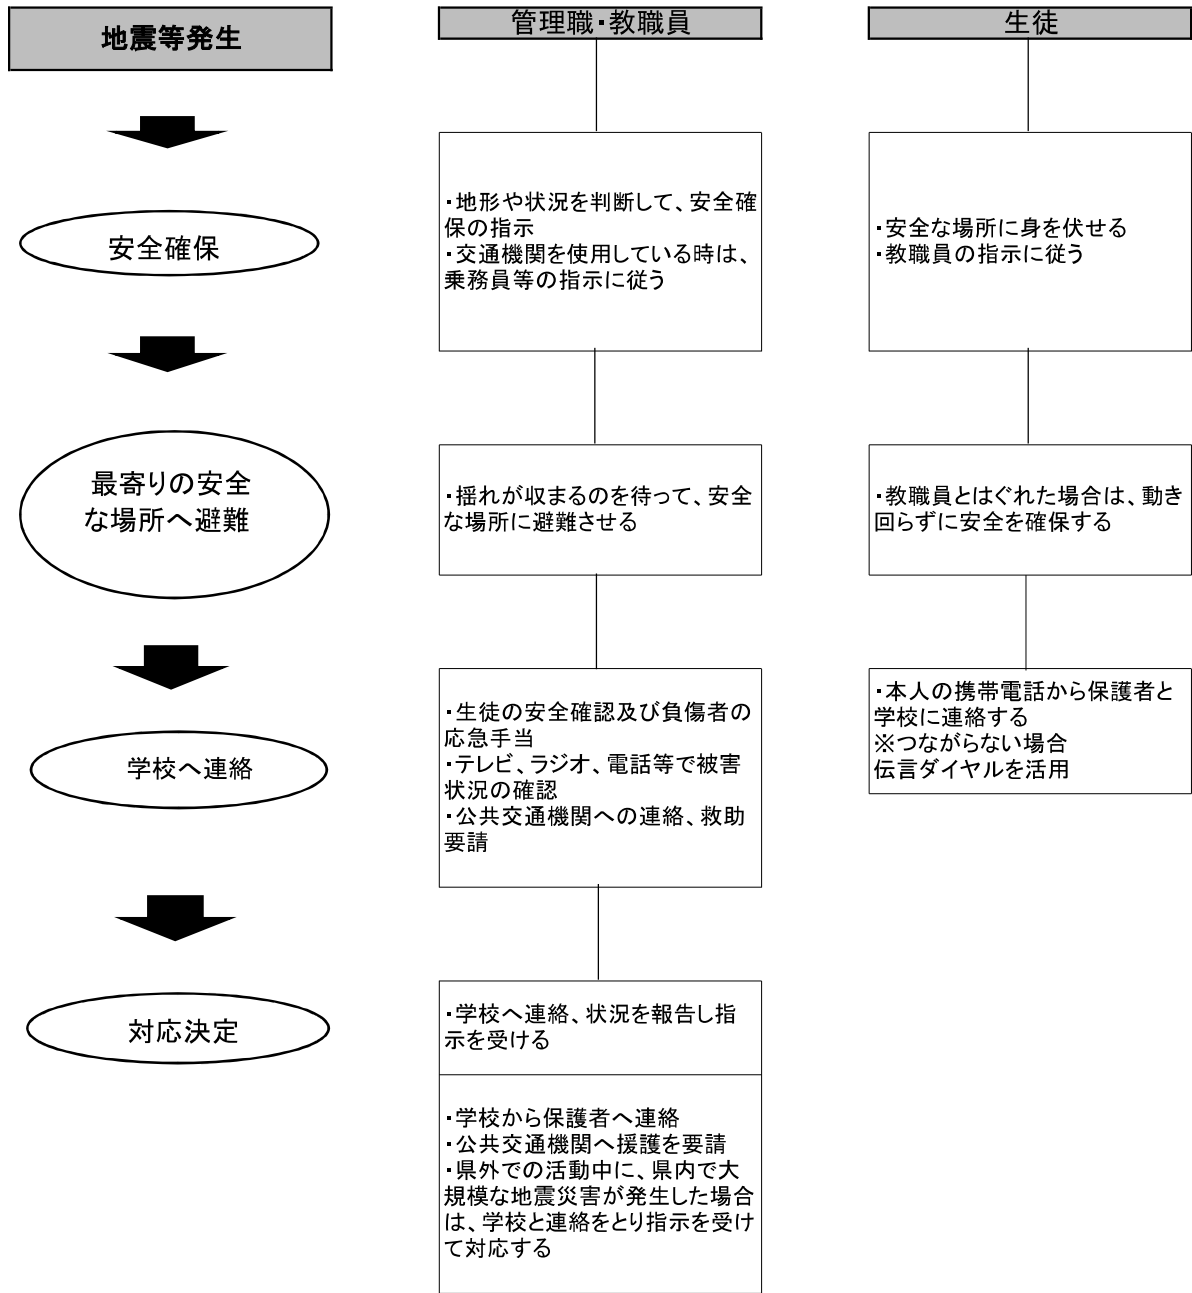 地震等発生
管理職・教職員
生徒
安全確保
・地形や状況を判断して、安全確
保の指示
・交通機関を使用している時は、
乗務員等の指示に従う
・安全な場所に身を伏せる
・教職員の指示に従う
最寄りの安全
な場所へ避難
・揺れが収まるのを待って、安全
な場所に避難させる
・教職員とはぐれた場合は、動き
回らずに安全を確保する
学校へ連絡
・生徒の安全確認及び負傷者の
応急手当
・テレビ、ラジオ、電話等で被害
状況の確認
・公共交通機関への連絡、救助
要請
・本人の携帯電話から保護者と
学校に連絡する
※つながらない場合
伝言ダイヤルを活用
対応決定
・学校へ連絡、状況を報告し指
示を受ける
・学校から保護者へ連絡
・公共交通機関へ援護を要請
・県外での活動中に、県内で大
規模な地震災害が発生した場合
は、学校と連絡をとり指示を受け
て対応する